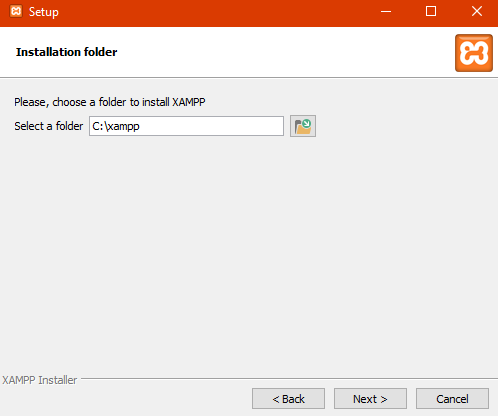 Setup
Installation folder
Please, choose a folder to install XAMPP
Select a folder C:\xampp
XAMPP Installer
< Back Next > Cancel